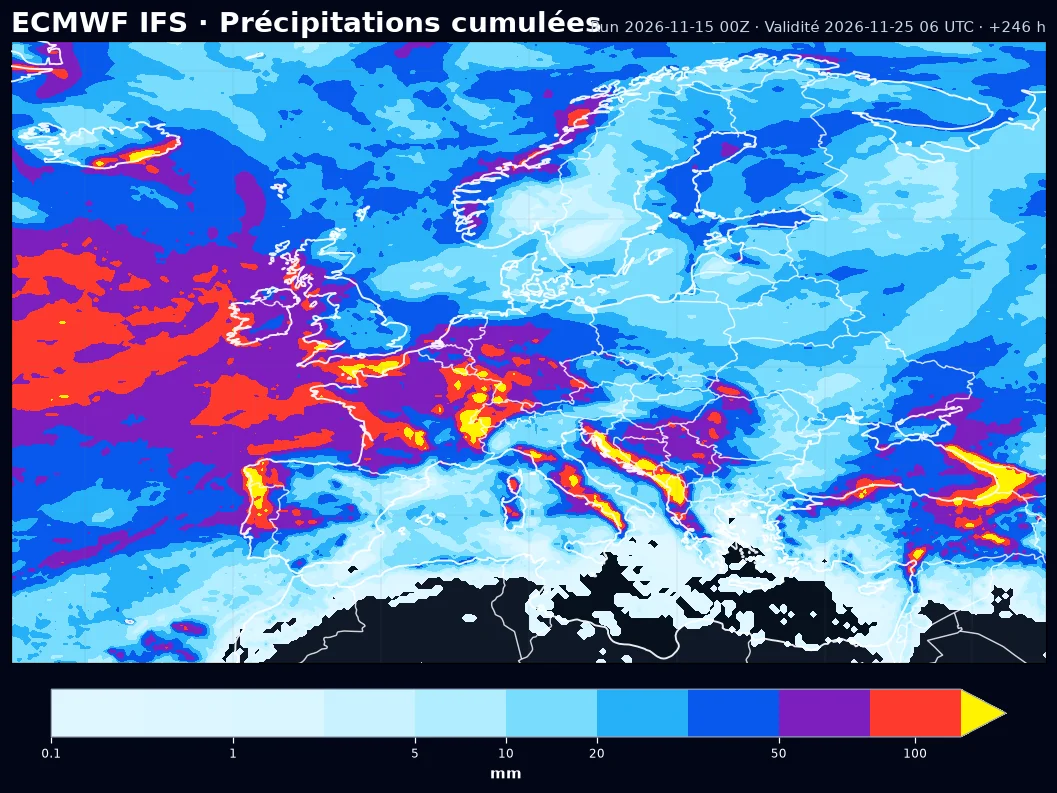 ECMWF IFS · Précipitations cumulées
Run 2026-11-15 00Z · Validité 2026-11-25 06 UTC · +246 h
0.1 1 5 10 20 50 100
mm